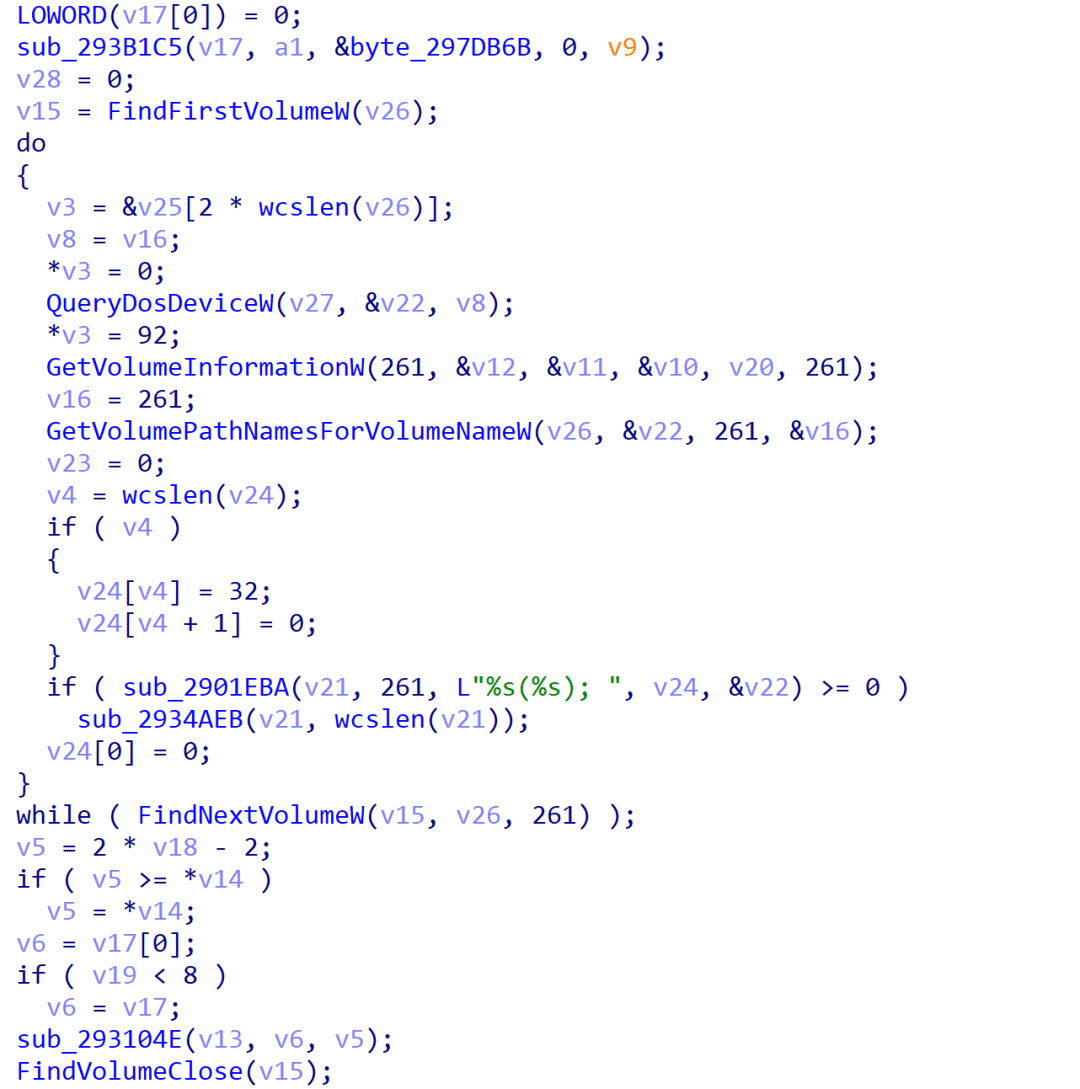 LOWORD(v17[0]) = 0;
sub_293B1C5(v17, a1, &byte_297DB6B, 0, v9);
v28 = 0;
v15 = FindFirstVolumeW(v26);
do
{
  v3 = &v25[2 * wcslen(v26)];
  v8 = v16;
  *v3 = 0;
  QueryDosDeviceW(v27, &v22, v8);
  *v3 = 92;
  GetVolumeInformationW(261, &v12, &v11, &v10, v20, 261);
  v16 = 261;
  GetVolumePathNamesForVolumeNameW(v26, &v22, 261, &v16);
  v23 = 0;
  v4 = wcslen(v24);
  if ( v4 )
  {
    v24[v4] = 32;
    v24[v4 + 1] = 0;
  }
  if ( sub_2901EBA(v21, 261, L"%s(%s); ", v24, &v22) >= 0 )
    sub_2934AEB(v21, wcslen(v21));
  v24[0] = 0;
}
while ( FindNextVolumeW(v15, v26, 261) );
v5 = 2 * v18 - 2;
if ( v5 >= *v14 )
  v5 = *v14;
v6 = v17[0];
if ( v19 < 8 )
  v6 = v17;
sub_293104E(v13, v6, v5);
FindVolumeClose(v15);